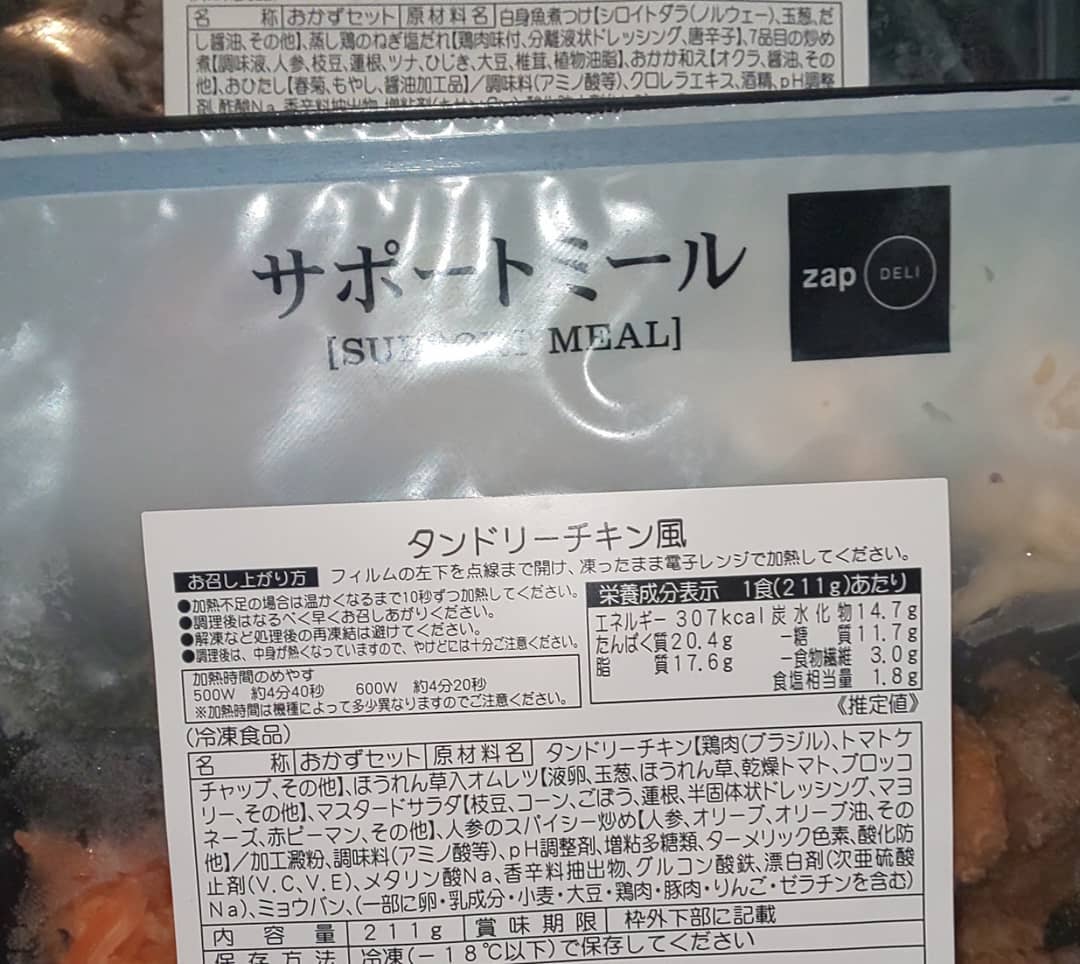 名 称 おかずセット 原材料名 白身魚煮つけ【シロイトダラ(ノルウェー)、玉葱、だ
し醤油、その他】、蒸し鶏のねぎ塩だれ【鶏肉味付、分離液状ドレッシング、唐辛子】、7品目の炒め
煮【調味液、人参、枝豆、蓮根、ツナ、ひじき、大豆、椎茸、植物油脂】、おかか和え【オクラ、醤油、その
他】、おひたし【春菊、もやし、醤油加工品】/調味料(アミノ酸等)、クロレラエキス、酒精、pH調整
剤、酢酸Na、香辛料抽出物、増粘剤
サポートミール
[SUPPORT MEAL]
zap DELI
タンドリーチキン風
お召し上がり方 フィルムの左下を点線まで開け、凍ったまま電子レンジで加熱してください。
●加熱不足の場合は温かくなるまで10秒ずつ加熱してください。
●調理後はなるべく早くお召しあがりください。
●解凍など処理後の再凍結は避けてください。
●調理後は、中身が熱くなっていますので、やけどには十分ご注意ください。
加熱時間のめやす
500W 約4分40秒 600W 約4分20秒
※加熱時間は機種によって多少異なりますのでご注意ください。
栄養成分表示 1食(211g)あたり
エネルギー 307kcal 炭水化物 14.7g
たんぱく質 20.4g ー糖質 11.7g
脂質 17.6g ー食物繊維 3.0g
食塩相当量 1.8g
《推定値》
(冷凍食品)
名 称 おかずセット 原材料名 タンドリーチキン【鶏肉(ブラジル)、トマトケ
チャップ、その他】、ほうれん草入オムレツ【液卵、玉葱、ほうれん草、乾燥トマト、ブロッコ
リー、その他】、マスタードサラダ【枝豆、コーン、ごぼう、蓮根、半固体状ドレッシング、マヨ
ネーズ、赤ピーマン、その他】、人参のスパイシー炒め【人参、オリーブ、オリーブ油、その
他】/加工澱粉、調味料(アミノ酸等)、pH調整剤、増粘多糖類、ターメリック色素、酸化防
止剤(V.C、V.E)、メタリン酸Na、香辛料抽出物、グルコン酸鉄、漂白剤(次亜硫酸
Na)、ミョウバン、(一部に卵・乳成分・小麦・大豆・鶏肉・豚肉・りんご・ゼラチンを含む)
内容量 211g 賞味期限 枠外下部に記載
保存方法 冷凍(-18℃以下)で保存してください